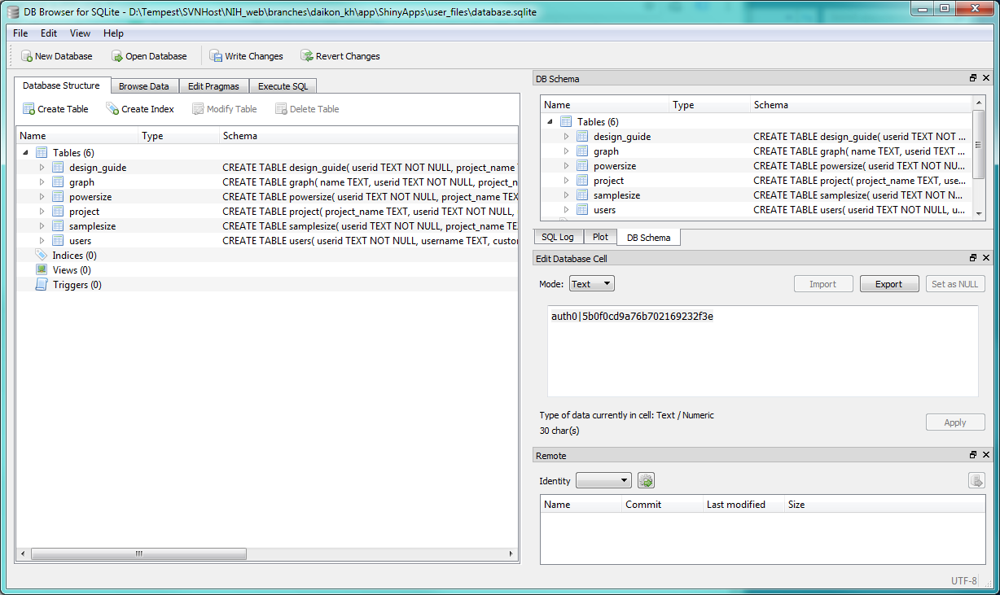 DB Browser for SQLite - D:\Tempest\SVNHost\NIH_web\branches\daikon_kh\app\ShinyApps\user_files\database.sqlite
File Edit View Help
New Database Open Database Write Changes Revert Changes
Database Structure Browse Data Edit Pragmas Execute SQL
Create Table Create Index Modify Table Delete Table
Name Type Schema
Tables (6)
design_guide CREATE TABLE design_guide( userid TEXT NOT NULL, project_name
graph CREATE TABLE graph( name TEXT, userid TEXT NOT NULL, project_n
powersize CREATE TABLE powersize( userid TEXT NOT NULL, project_name TEX
project CREATE TABLE project( project_name TEXT, userid TEXT NOT NULL,
samplesize CREATE TABLE samplesize( userid TEXT NOT NULL, project_name TE
users CREATE TABLE users( userid TEXT NOT NULL, username TEXT, custo
Indices (0)
Views (0)
Triggers (0)
DB Schema
Name Type Schema
Tables (6)
design_guide CREATE TABLE design_guide( userid TEXT NOT ...
graph CREATE TABLE graph( name TEXT, userid TEXT ...
powersize CREATE TABLE powersize( userid TEXT NOT NU...
project CREATE TABLE project( project_name TEXT, use...
samplesize CREATE TABLE samplesize( userid TEXT NOT N...
users CREATE TABLE users( userid TEXT NOT NULL, u...
SQL Log Plot DB Schema
Edit Database Cell
Mode: Text Import Export Set as NULL
auth0|5b0f0cd9a76b702169232f3e
Type of data currently in cell: Text / Numeric
30 char(s)
Apply
Remote
Identity
Name Commit Last modified Size
UTF-8